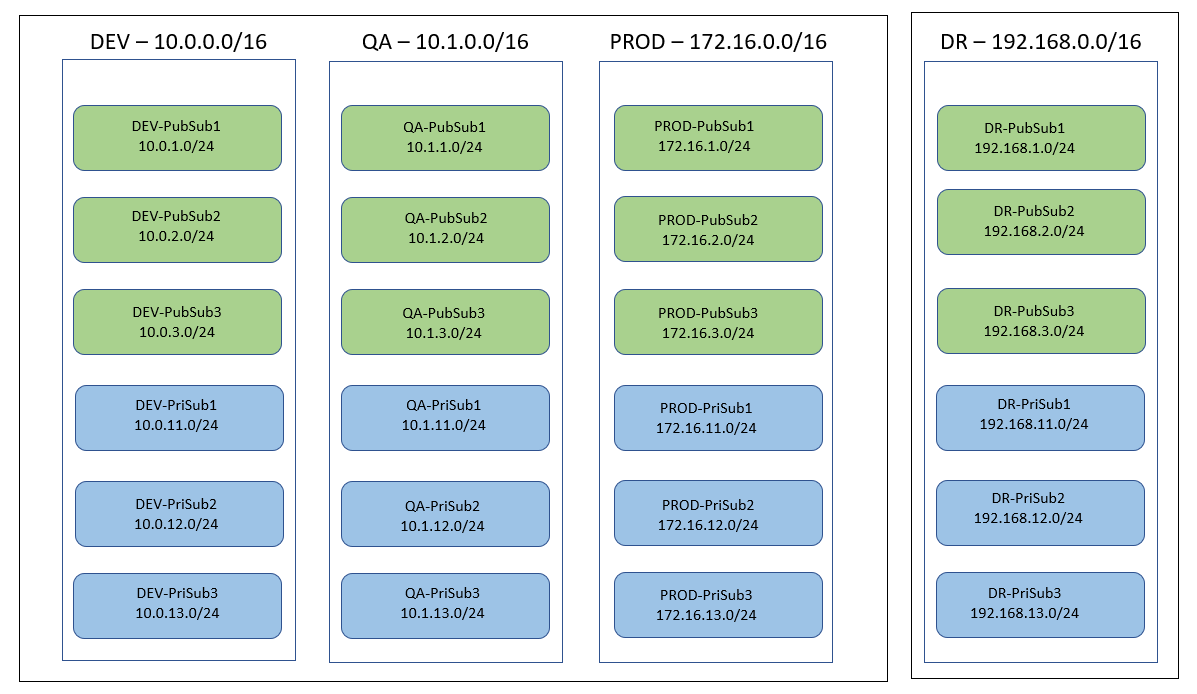 DEV – 10.0.0.0/16
DEV-PubSub1
10.0.1.0/24
DEV-PubSub2
10.0.2.0/24
DEV-PubSub3
10.0.3.0/24
DEV-PriSub1
10.0.11.0/24
DEV-PriSub2
10.0.12.0/24
DEV-PriSub3
10.0.13.0/24
QA – 10.1.0.0/16
QA-PubSub1
10.1.1.0/24
QA-PubSub2
10.1.2.0/24
QA-PubSub3
10.1.3.0/24
QA-PriSub1
10.1.11.0/24
QA-PriSub2
10.1.12.0/24
QA-PriSub3
10.1.13.0/24
PROD – 172.16.0.0/16
PROD-PubSub1
172.16.1.0/24
PROD-PubSub2
172.16.2.0/24
PROD-PubSub3
172.16.3.0/24
PROD-PriSub1
172.16.11.0/24
PROD-PriSub2
172.16.12.0/24
PROD-PriSub3
172.16.13.0/24
DR – 192.168.0.0/16
DR-PubSub1
192.168.1.0/24
DR-PubSub2
192.168.2.0/24
DR-PubSub3
192.168.3.0/24
DR-PriSub1
192.168.11.0/24
DR-PriSub2
192.168.12.0/24
DR-PriSub3
192.168.13.0/24